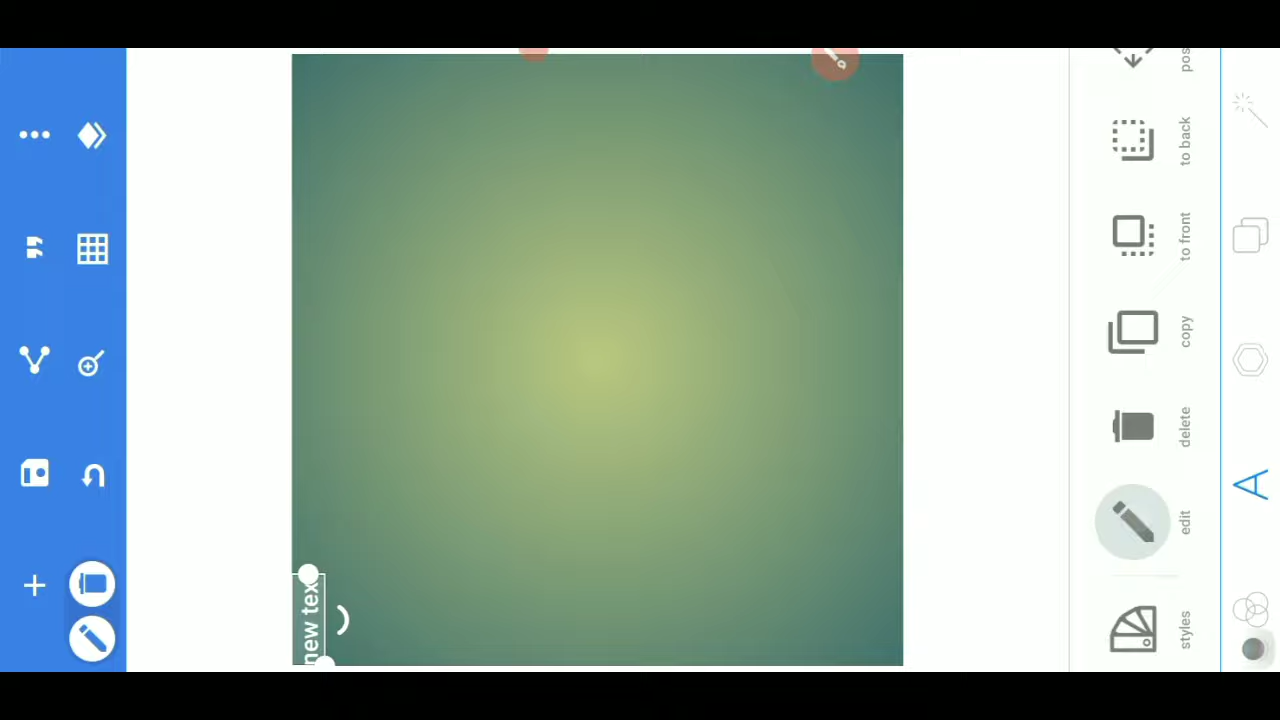 new tex
styles
edit
delete
copy
to front
to back
pos